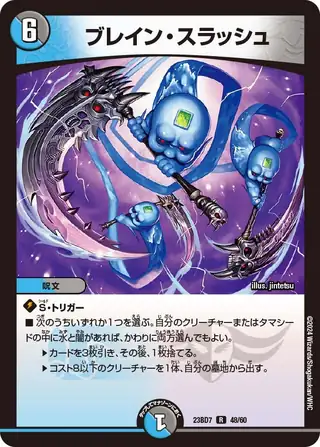 6
ブレイン・スラッシュ
呪文
illus. jintetsu
S・トリガー
■次のうちいずれか1つを選ぶ。自分のクリーチャーまたはタマシード
の中に水と闇があれば、かわりに両方選んでもよい。
▶カードを3枚引き、その後、1枚捨てる。
▶コスト8以下のクリーチャーを1体、自分の墓地から出す。
1
23BD7 R 48/60
©2024 Wizards/Shogakukan/WHC